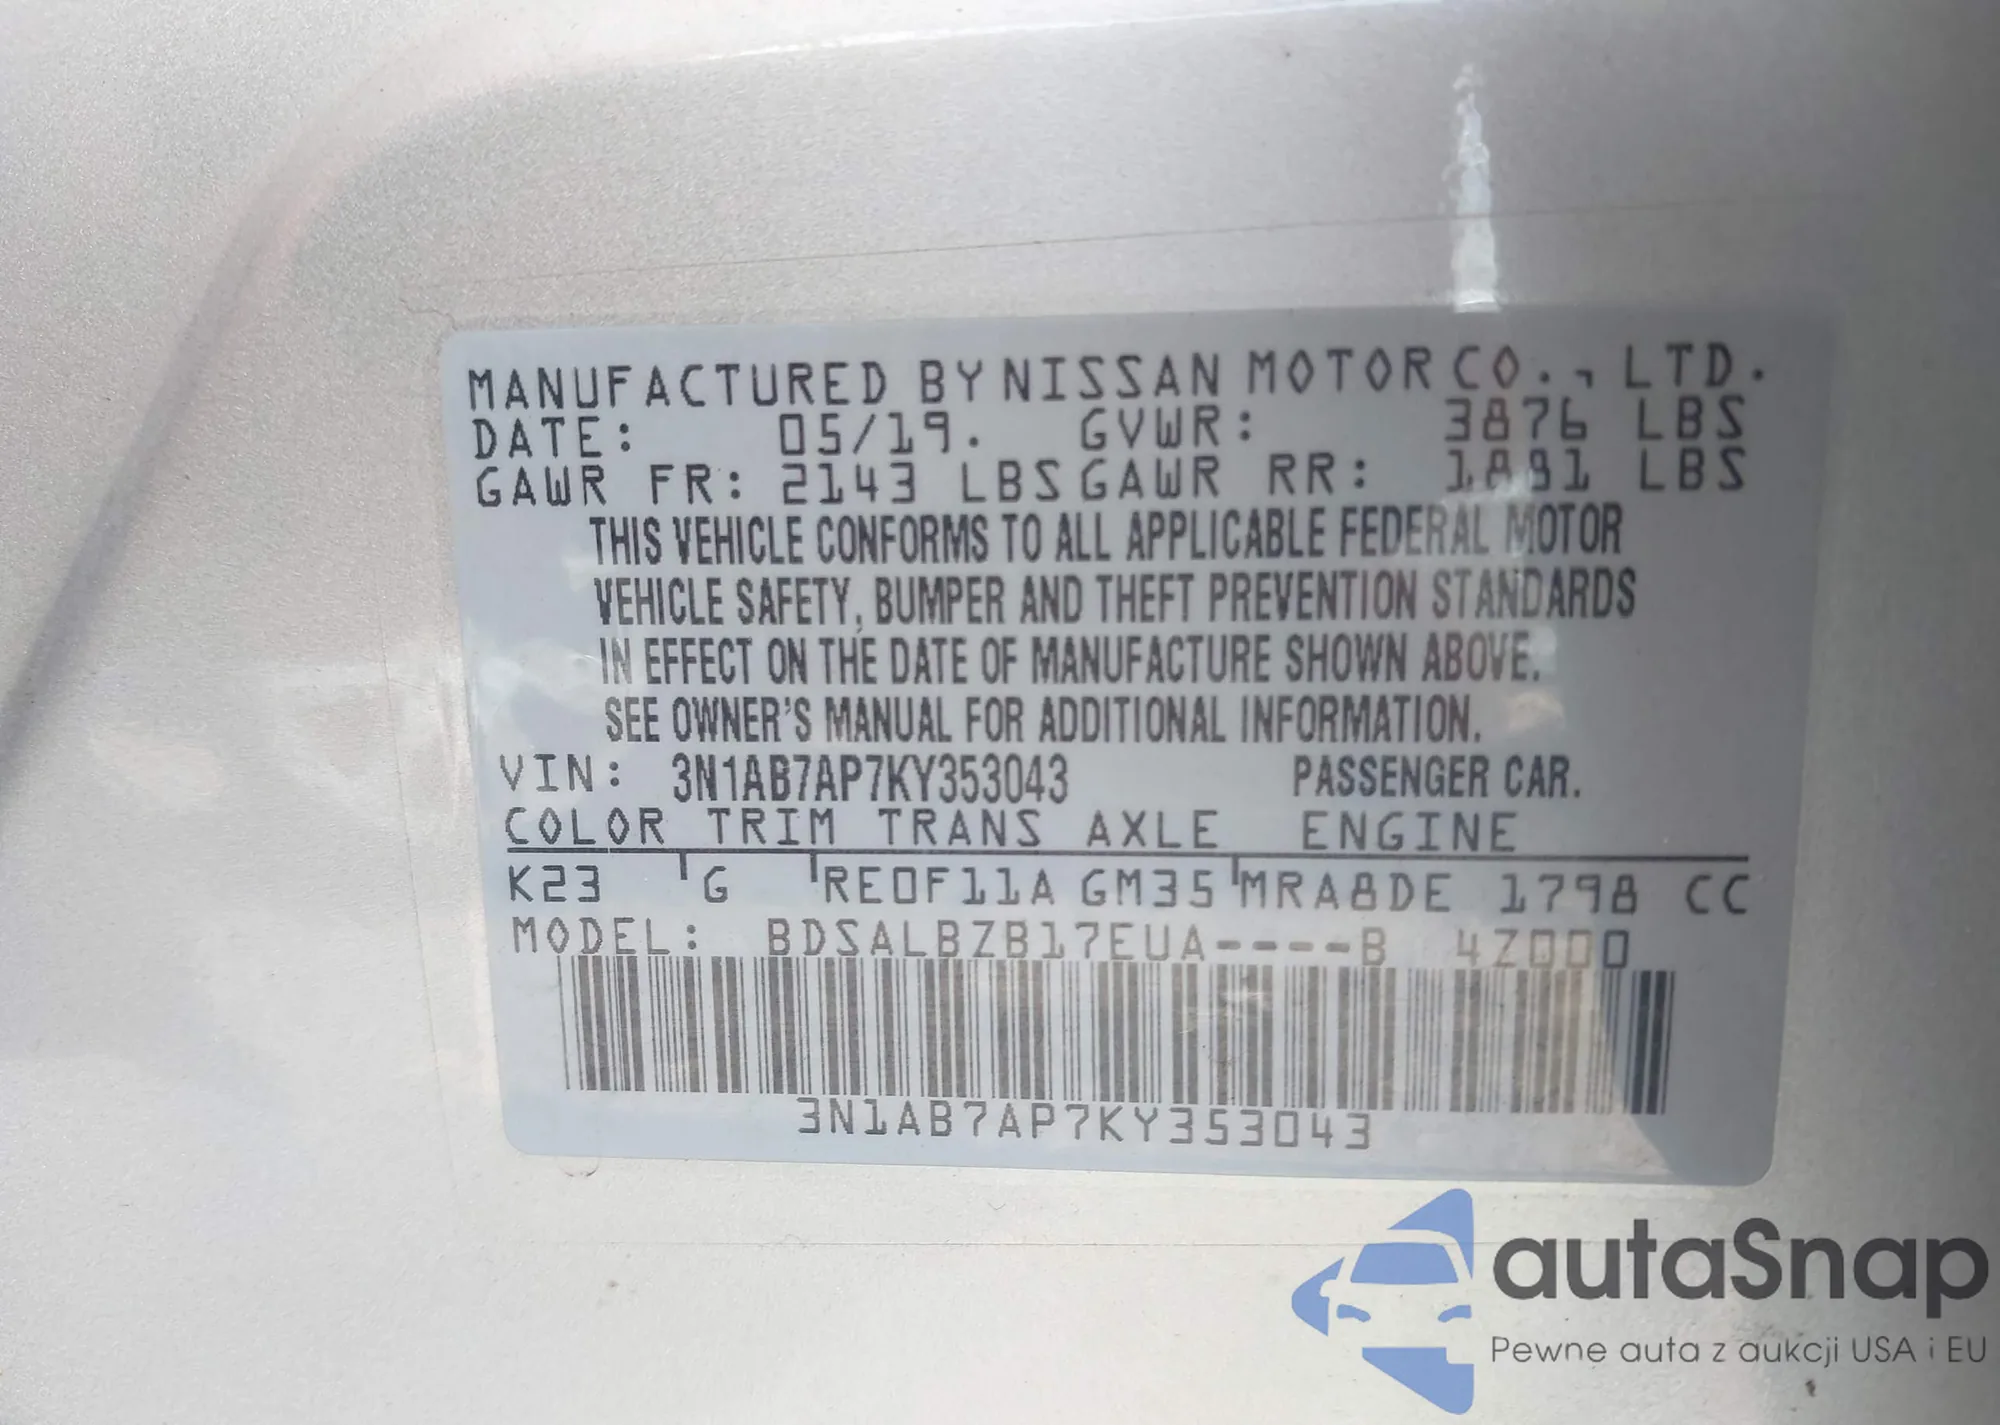 MANUFACTURED BY NISSAN MOTOR CO., LTD.
DATE: 05/19. GVWR: 3876 LBS
GAWR FR: 2143 LBS GAWR RR: 1881 LBS
THIS VEHICLE CONFORMS TO ALL APPLICABLE FEDERAL MOTOR
VEHICLE SAFETY, BUMPER AND THEFT PREVENTION STANDARDS
IN EFFECT ON THE DATE OF MANUFACTURE SHOWN ABOVE.
SEE OWNER'S MANUAL FOR ADDITIONAL INFORMATION.
VIN: 3N1AB7AP7KY353043 PASSENGER CAR.
COLOR TRIM TRANS AXLE ENGINE
K23 G RE0F11A GM35 MRA8DE 1798 CC
MODEL: BDSALBZB17EUA----B 4Z000
3N1AB7AP7KY353043
autaSnap
Pewne auta z aukcji USA i EU